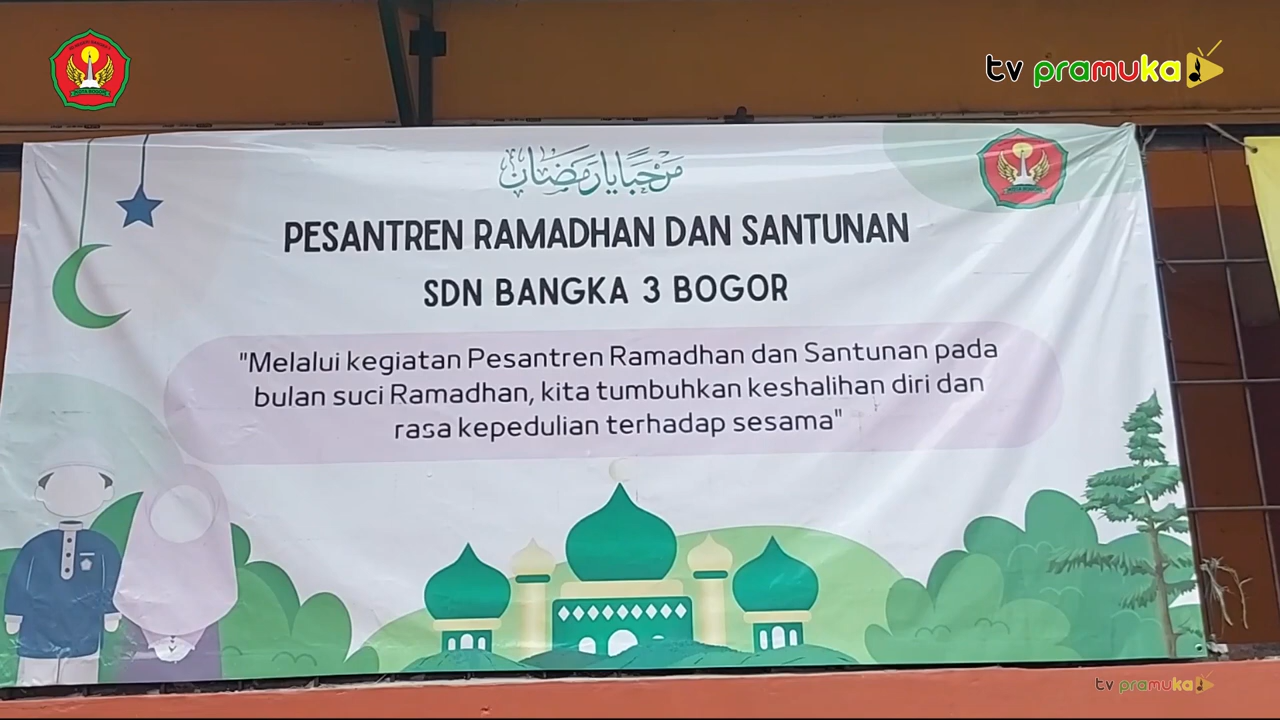 tv pramuka
مرحبا يا رمضان
PESANTREN RAMADHAN DAN SANTUNAN
SDN BANGKA 3 BOGOR
"Melalui kegiatan Pesantren Ramadhan dan Santunan pada
bulan suci Ramadhan, kita tumbuhkan keshalihan diri dan
rasa kepedulian terhadap sesama"
tv pramuka